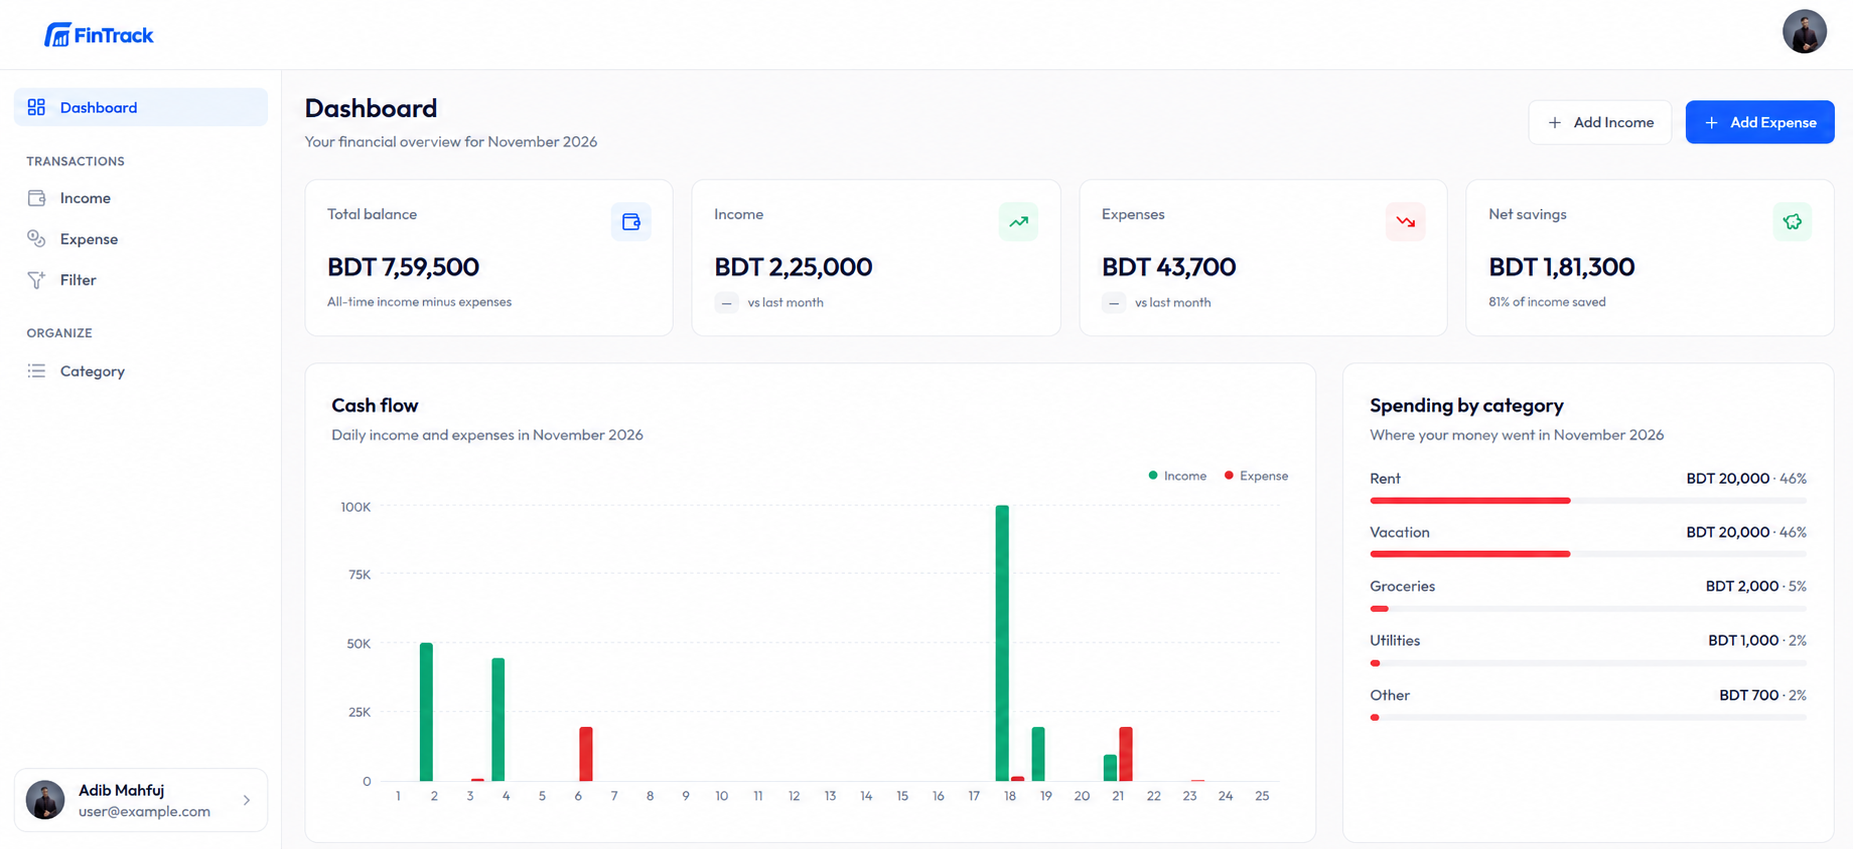 FinTrack
Dashboard
TRANSACTIONS
Income
Expense
Filter
ORGANIZE
Category
Adib Mahfuj
user@example.com
Dashboard
Your financial overview for November 2026
+ Add Income
+ Add Expense
Total balance
BDT 7,59,500
All-time income minus expenses
Income
BDT 2,25,000
— vs last month
Expenses
BDT 43,700
— vs last month
Net savings
BDT 1,81,300
81% of income saved
Cash flow
Daily income and expenses in November 2026
Income Expense
100K
75K
50K
25K
0
1 2 3 4 5 6 7 8 9 10 11 12 13 14 15 16 17 18 19 20 21 22 23 24 25
Spending by category
Where your money went in November 2026
Rent BDT 20,000 · 46%
Vacation BDT 20,000 · 46%
Groceries BDT 2,000 · 5%
Utilities BDT 1,000 · 2%
Other BDT 700 · 2%